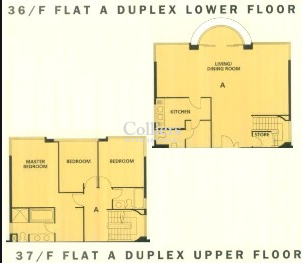 36/F FLAT A DUPLEX LOWER FLOOR
LIVING/
DINING ROOM
A
KITCHEN
STORE
MASTER
BEDROOM
BEDROOM
BEDROOM
A
37/F FLAT A DUPLEX UPPER FLOOR